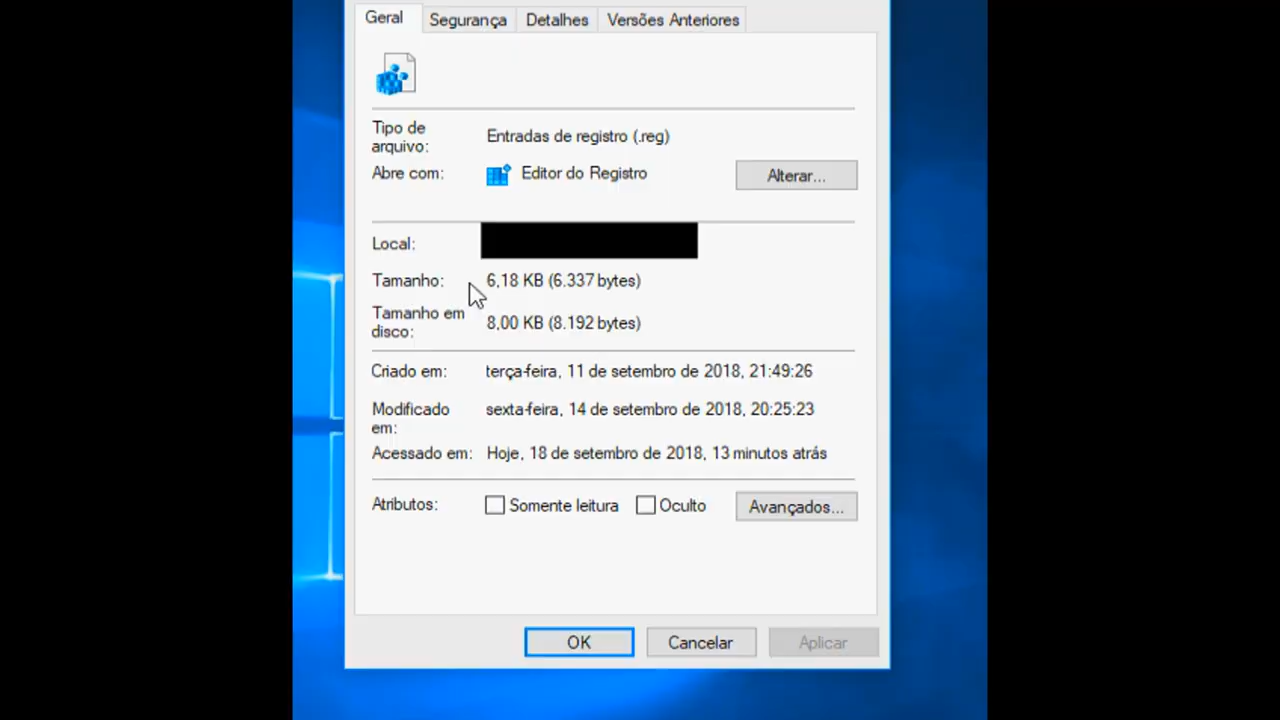 Geral Segurança Detalhes Versões Anteriores
Tipo de
arquivo: Entradas de registro (.reg)
Abre com: Editor do Registro Alterar...
Local:
Tamanho: 6,18 KB (6.337 bytes)
Tamanho em
disco: 8,00 KB (8.192 bytes)
Criado em: terça-feira, 11 de setembro de 2018, 21:49:26
Modificado
em: sexta-feira, 14 de setembro de 2018, 20:25:23
Acessado em: Hoje, 18 de setembro de 2018, 13 minutos atrás
Atributos: Somente leitura Oculto Avançados...
OK Cancelar Aplicar